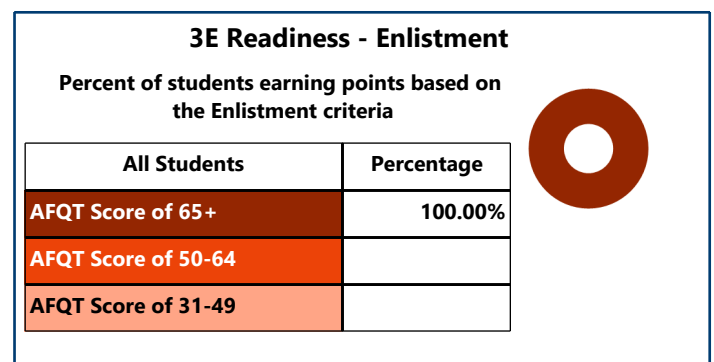 3E Readiness - Enlistment
Percent of students earning points based on
the Enlistment criteria
All Students Percentage
AFQT Score of 65+ 100.00%
AFQT Score of 50-64
AFQT Score of 31-49